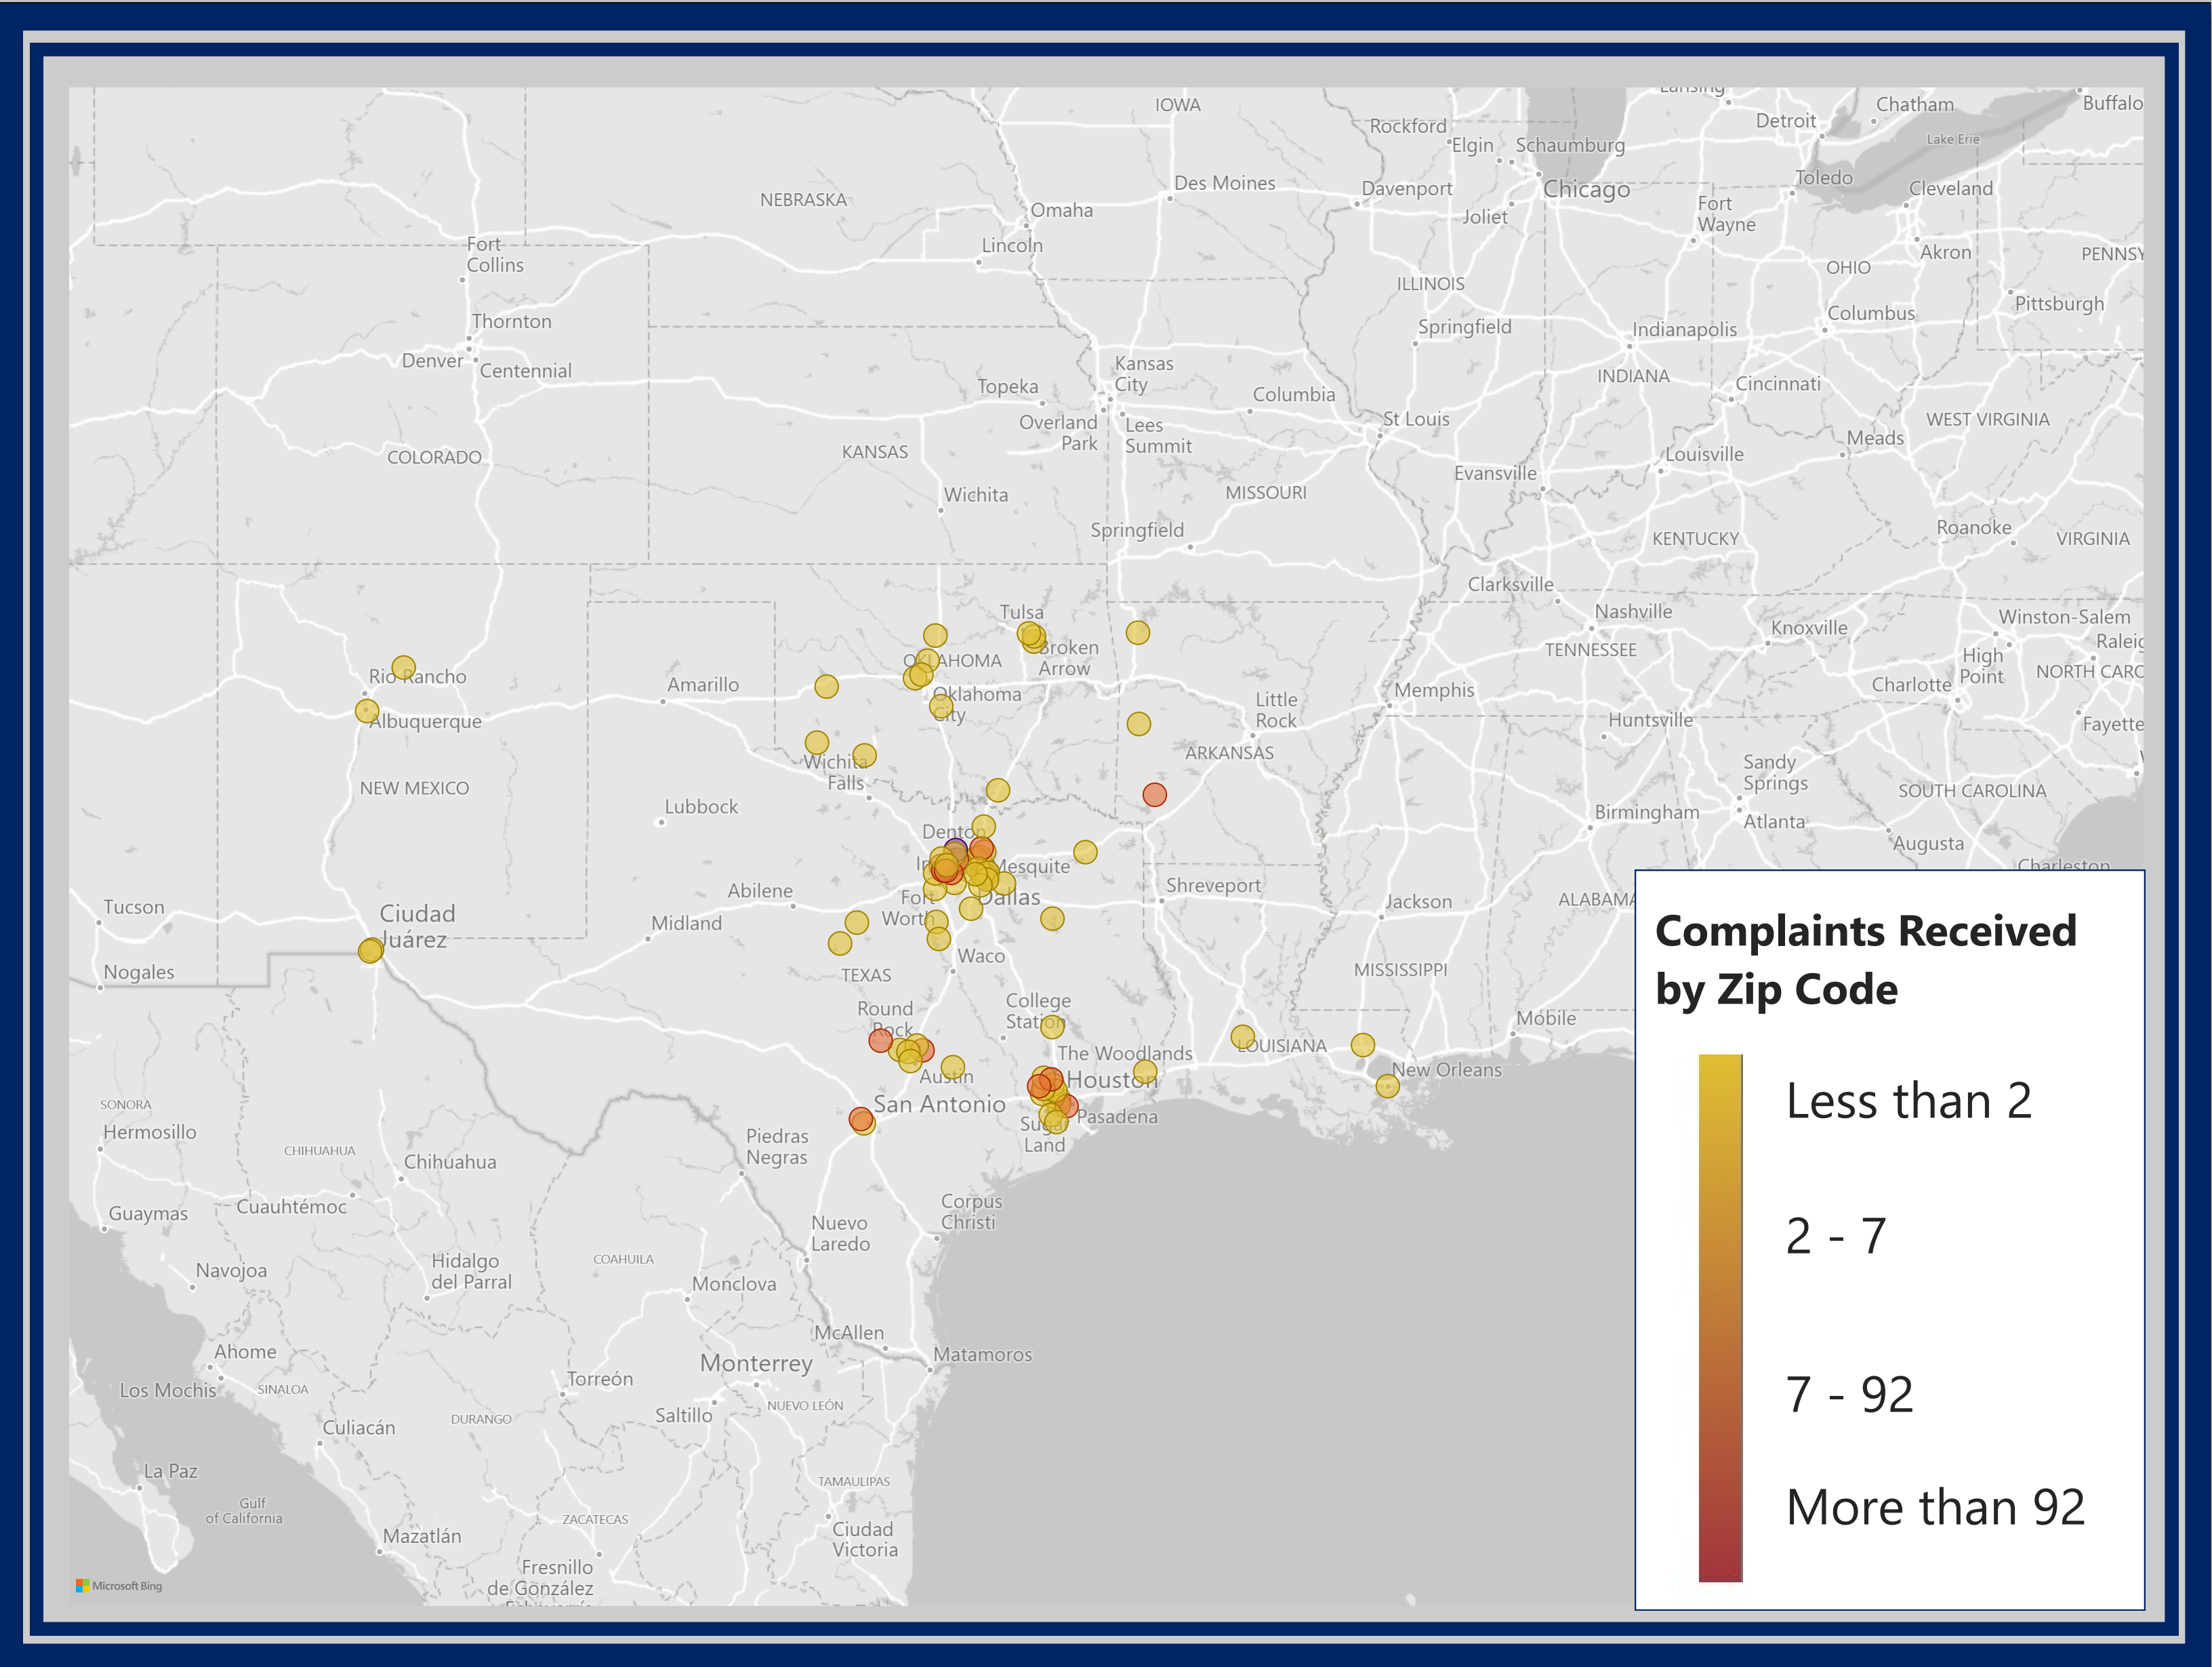 IOWA
Lansing
Chatham
Buffalo
Rockford
Detroit
Elgin
Schaumburg
Lake Erie
NEBRASKA
Des Moines
Davenport
Chicago
Toledo
Cleveland
Omaha
Joliet
Fort
Wayne
Lincoln
Akron
PENNSY
Fort
Collins
OHIO
ILLINOIS
Pittsburgh
Thornton
Springfield
Indianapolis
Columbus
Denver
Centennial
Kansas
City
INDIANA
Cincinnati
Topeka
Columbia
Overland
Park
Lees
Summit
St Louis
WEST VIRGINIA
COLORADO
KANSAS
Meads
Louisville
Evansville
Wichita
MISSOURI
Springfield
KENTUCKY
Roanoke
VIRGINIA
Clarksville
Tulsa
Nashville
Winston-Salem
Knoxville
Raleig
Broken
Arrow
TENNESSEE
High
Point
NORTH CARC
Rio Rancho
OKLAHOMA
Amarillo
Oklahoma
City
Little
Rock
Memphis
Charlotte
Albuquerque
Huntsville
Fayette
ARKANSAS
Wichita
Falls
Sandy
Springs
NEW MEXICO
SOUTH CAROLINA
Lubbock
Birmingham
Atlanta
Denton
Augusta
Mesquite
Charleston
Abilene
Fort
Worth
Dallas
Shreveport
Jackson
ALABAMA
Tucson
Ciudad
Juárez
Midland
Waco
Nogales
TEXAS
MISSISSIPPI
Round
Rock
College
Station
Mobile
The Woodlands
LOUISIANA
Austin
Houston
New Orleans
SONORA
San Antonio
Pasadena
Hermosillo
Sugar
Land
Piedras
Negras
CHIHUAHUA
Chihuahua
Cuauhtémoc
Corpus
Christi
Guaymas
Nuevo
Laredo
COAHUILA
Navojoa
Hidalgo
del Parral
Monclova
McAllen
Ahome
Monterrey
Matamoros
Los Mochis
SINALOA
Torreón
NUEVO LEÓN
DURANGO
Saltillo
Culiacán
La Paz
TAMAULIPAS
Gulf
of California
ZACATECAS
Mazatlán
Ciudad
Victoria
Fresnillo
de González
Echeverría
Microsoft Bing
Complaints Received
by Zip Code
Less than 2
2 - 7
7 - 92
More than 92